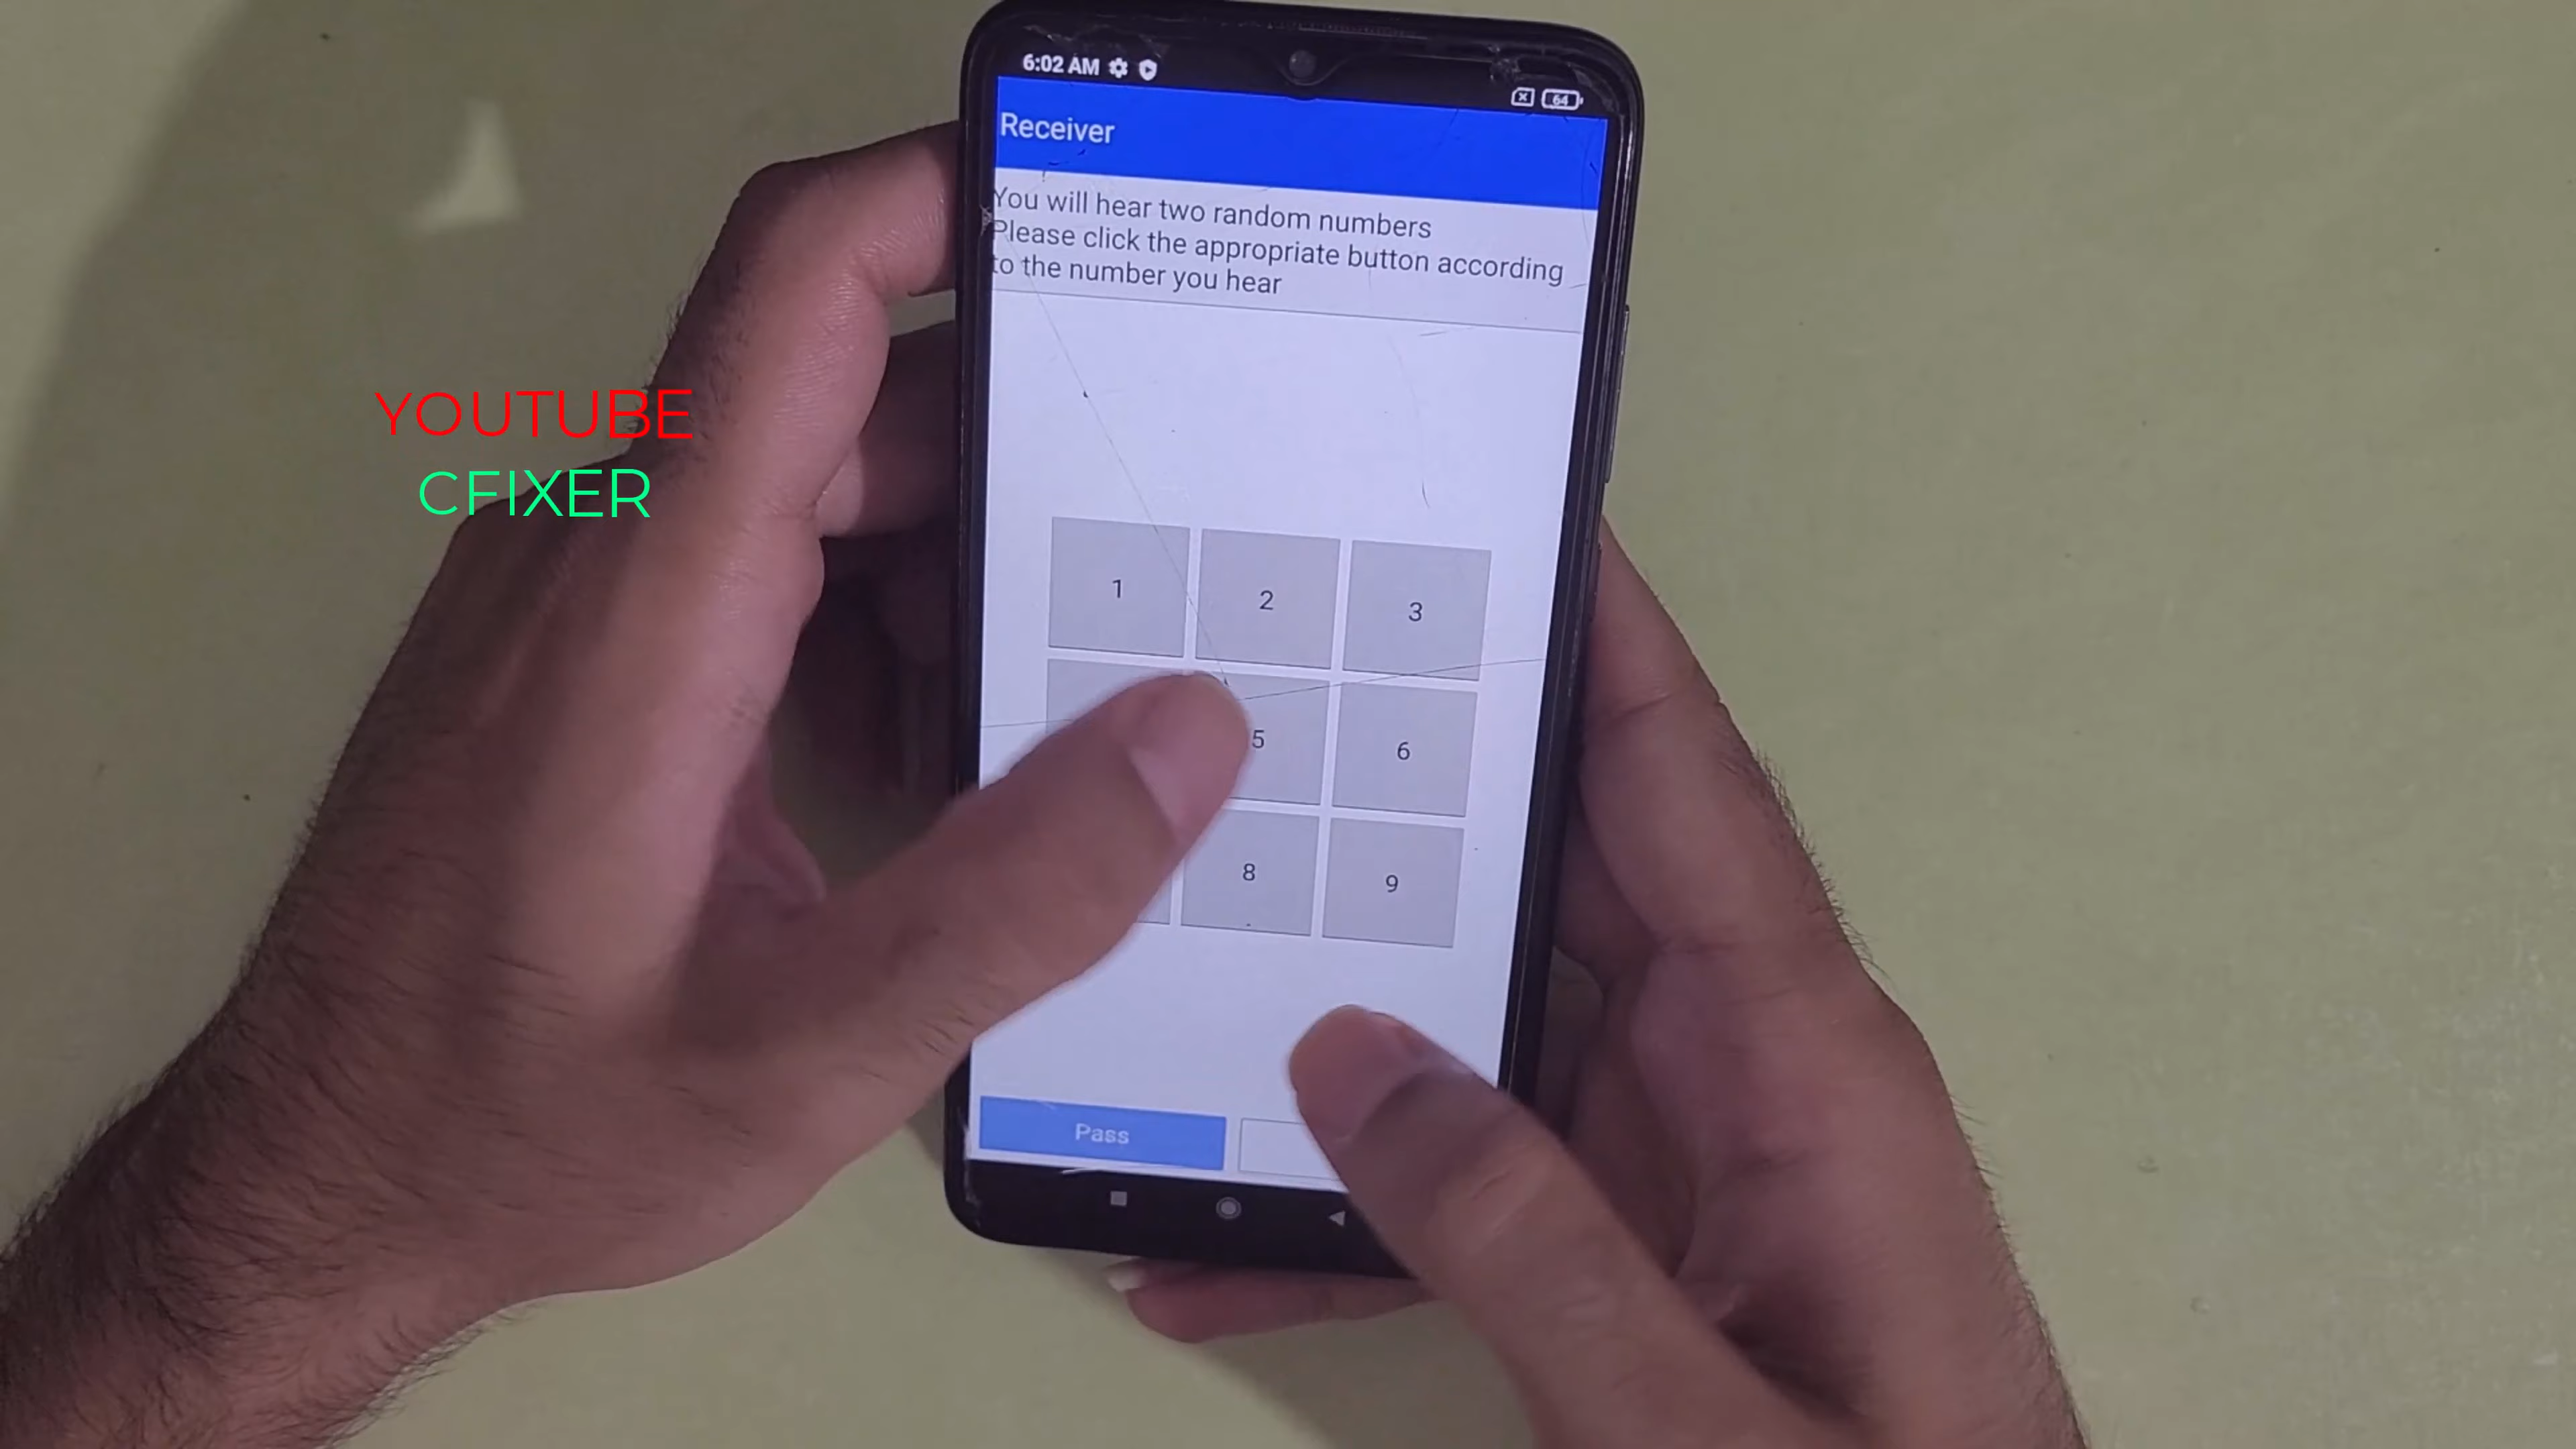 6:02 AM
64
Receiver
You will hear two random numbers
Please click the appropriate button according
to the number you hear
YOUTUBE
CFIXER
1 2 3
5 6
8 9
Pass